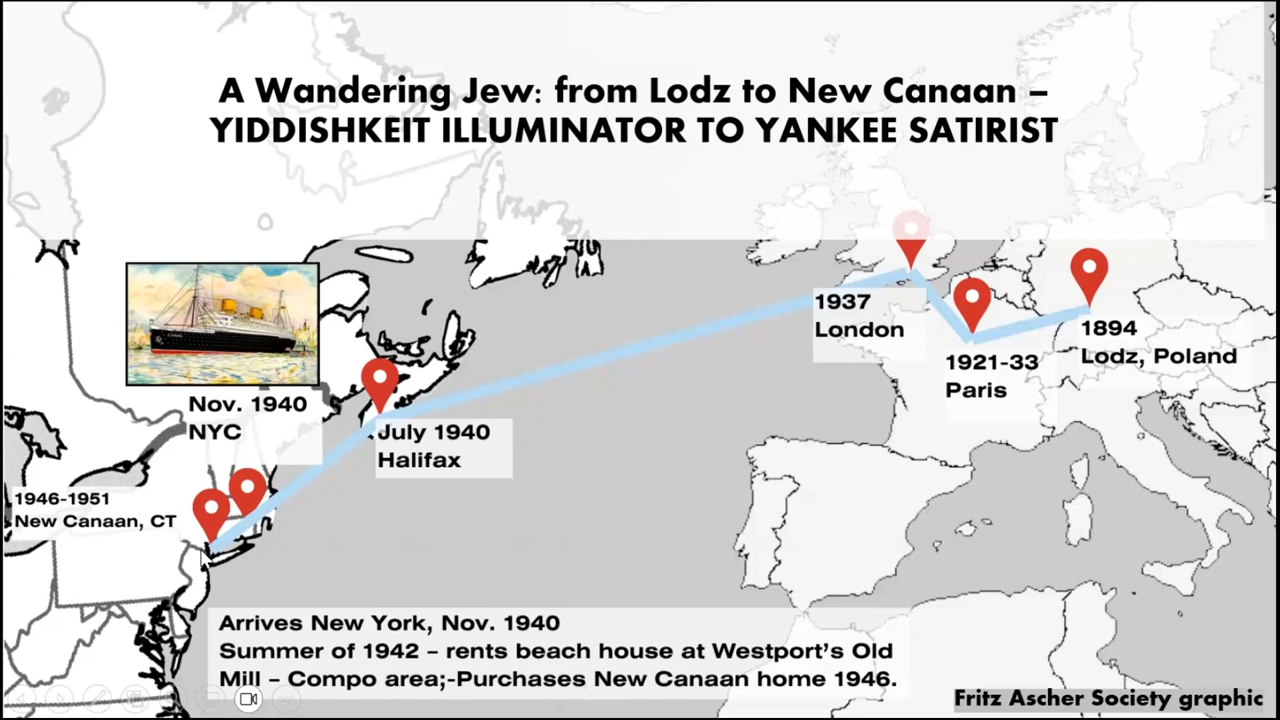 A Wandering Jew: from Lodz to New Canaan –
YIDDISHKEIT ILLUMINATOR TO YANKEE SATIRIST
1937
London
1921-33
Paris
1894
Lodz, Poland
Nov. 1940
NYC
July 1940
Halifax
1946-1951
New Canaan, CT
Arrives New York, Nov. 1940
Summer of 1942 – rents beach house at Westport's Old
Mill – Compo area;-Purchases New Canaan home 1946.
Fritz Ascher Society graphic